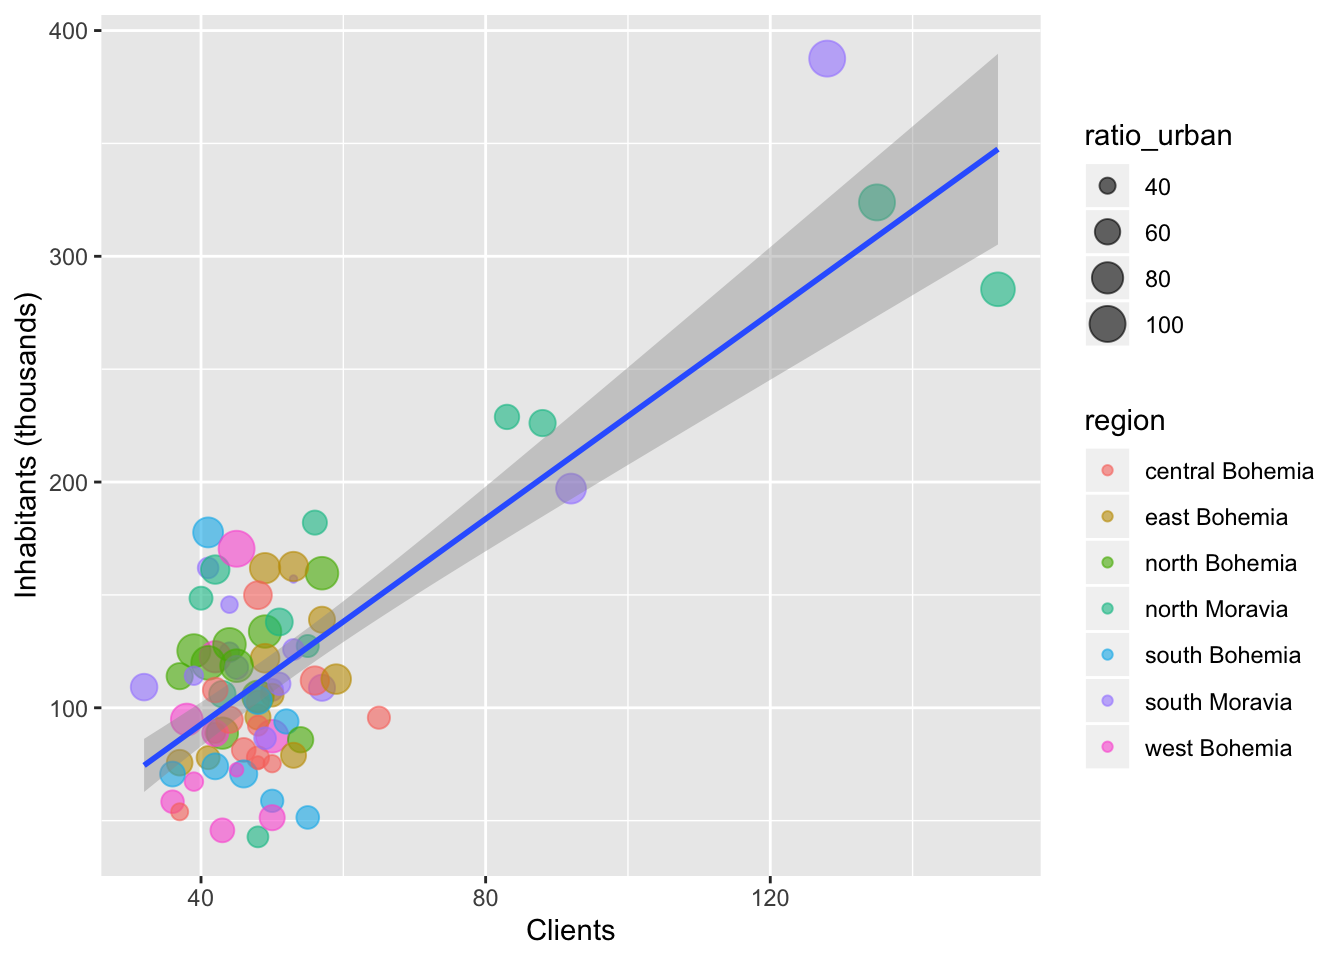 400
300
200
100
Inhabitants (thousands)
40
80
120
Clients
ratio_urban
40
60
80
100
region
central Bohemia
east Bohemia
north Bohemia
north Moravia
south Bohemia
south Moravia
west Bohemia